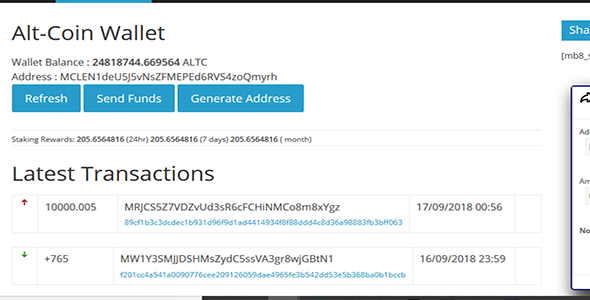 Alt-Coin Wallet
Wallet Balance : 24818744.669564 ALTC
Address : MCLEN1deU5J5vNsZFMEPEd6RVS4zoQmyrh
Refresh Send Funds Generate Address
Staking Rewards: 205.6564816 (24hr) 205.6564816 (7 days) 205.6564816 ( month)
Latest Transactions
10000.005 MRJCS5Z7VDZvUd3sR6cFCHiNMCo8m8xYgz 17/09/2018 00:56
89cf1b3c3dcdec1b931d96f9d1ad4414934f8f88ddd4c8d36a98883fb3bff063
+765 MW1Y3SMJJDSHMsZydC5ssVA3gr8wjGBtN1 16/09/2018 23:59
f201cc4a541a0090776cee209126059dae4965fe3b542dd53e5b368ba0b1bccb
Sha
[mb8_s
Ad
Am
No